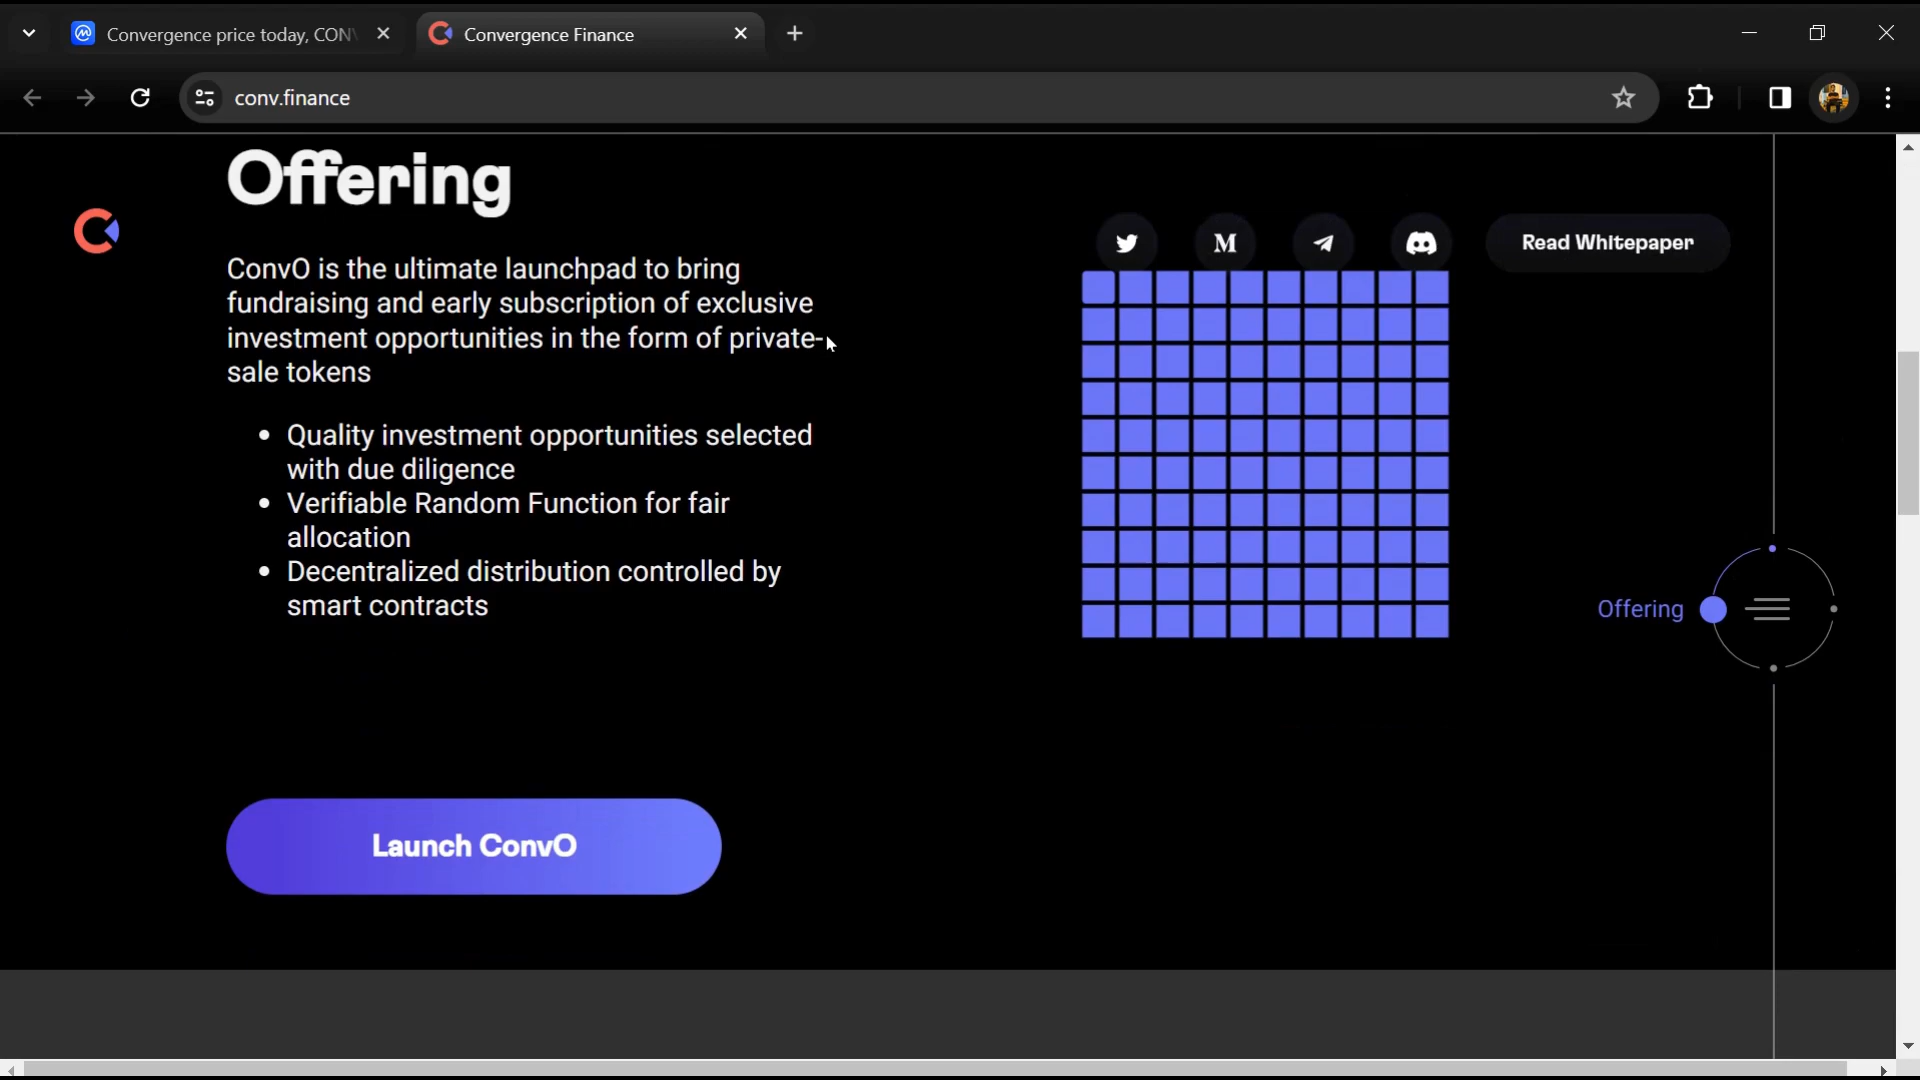 Convergence price today, CON
Convergence Finance
conv.finance
Offering
Read Whitepaper
ConvO is the ultimate launchpad to bring
fundraising and early subscription of exclusive
investment opportunities in the form of private-
sale tokens
• Quality investment opportunities selected
with due diligence
• Verifiable Random Function for fair
allocation
• Decentralized distribution controlled by
smart contracts
Offering
Launch ConvO